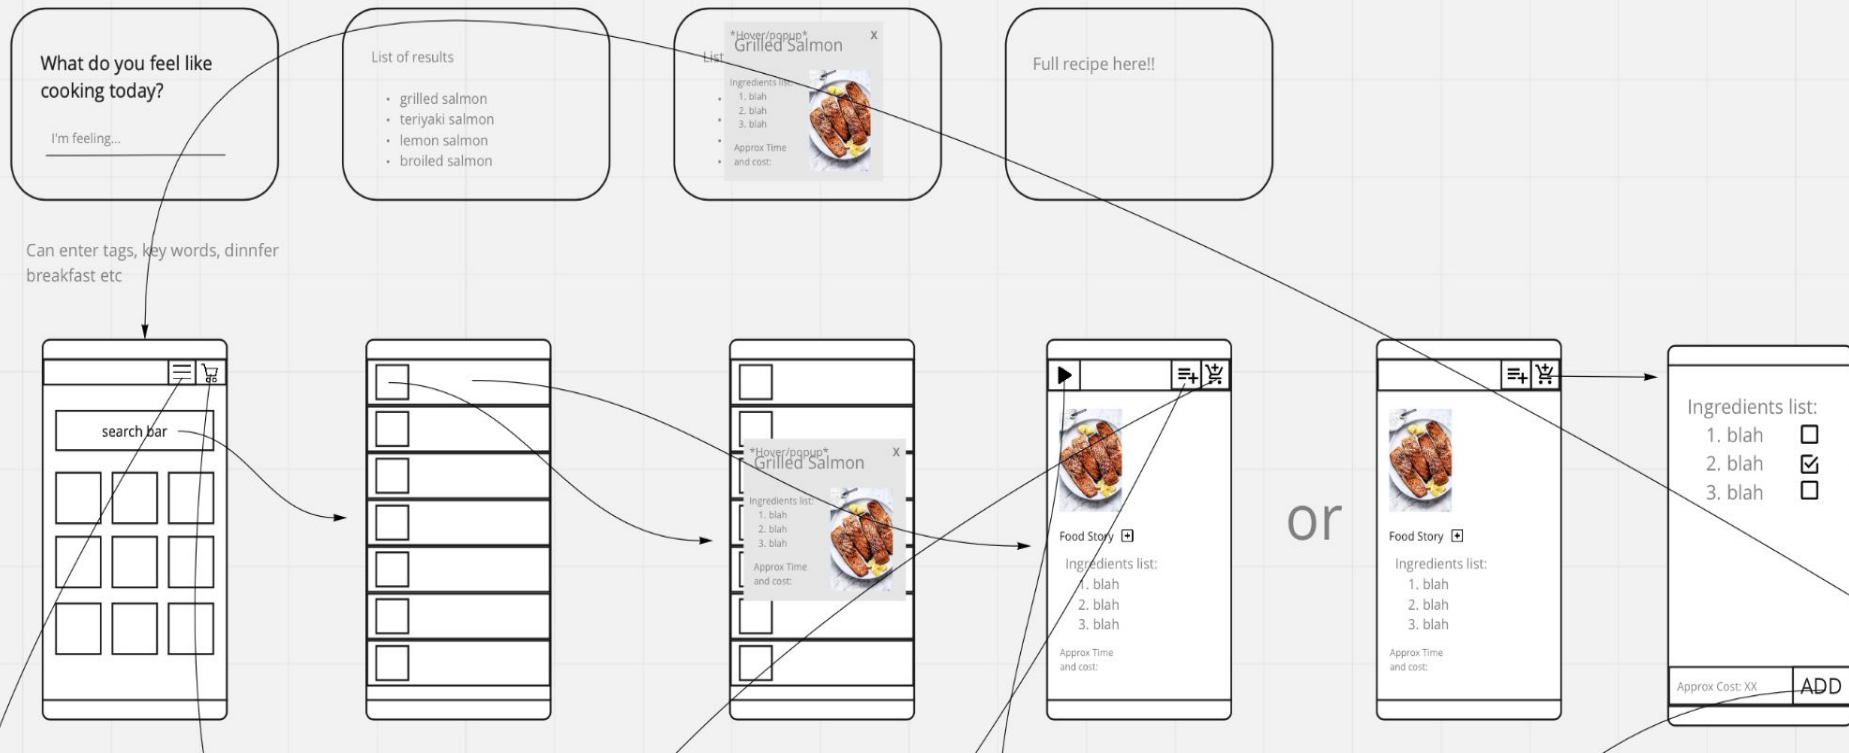 What do you feel like
cooking today?
I'm feeling...
List of results
• grilled salmon
• teriyaki salmon
• lemon salmon
• broiled salmon
List
*Hover/popup*
X
Grilled Salmon
Ingredients list:
1. blah
2. blah
3. blah
Approx Time
and cost:
Full recipe here!!
Can enter tags, key words, dinnfer
breakfast etc
search bar
*Hover/popup*
X
Grilled Salmon
Ingredients list:
1. blah
2. blah
3. blah
Approx Time
and cost:
Food Story
Ingredients list:
1. blah
2. blah
3. blah
Approx Time
and cost:
or
Food Story
Ingredients list:
1. blah
2. blah
3. blah
Approx Time
and cost:
Ingredients list:
1. blah
2. blah
3. blah
Approx Cost: XX
ADD